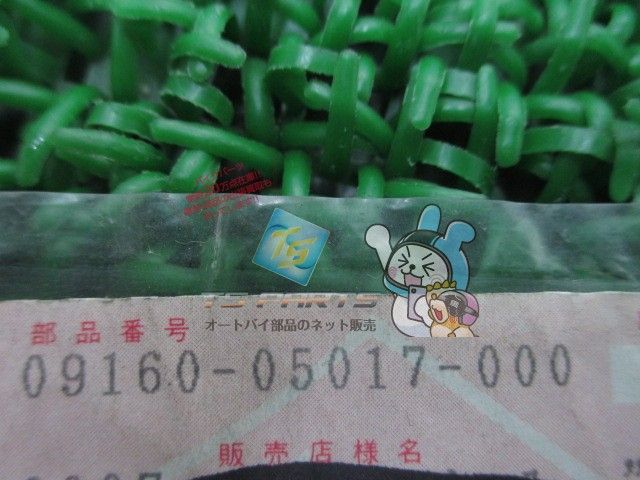 TS
TS PARTS
オートバイ部品のネット販売
部品番号
09160-05017-000
販売店様名